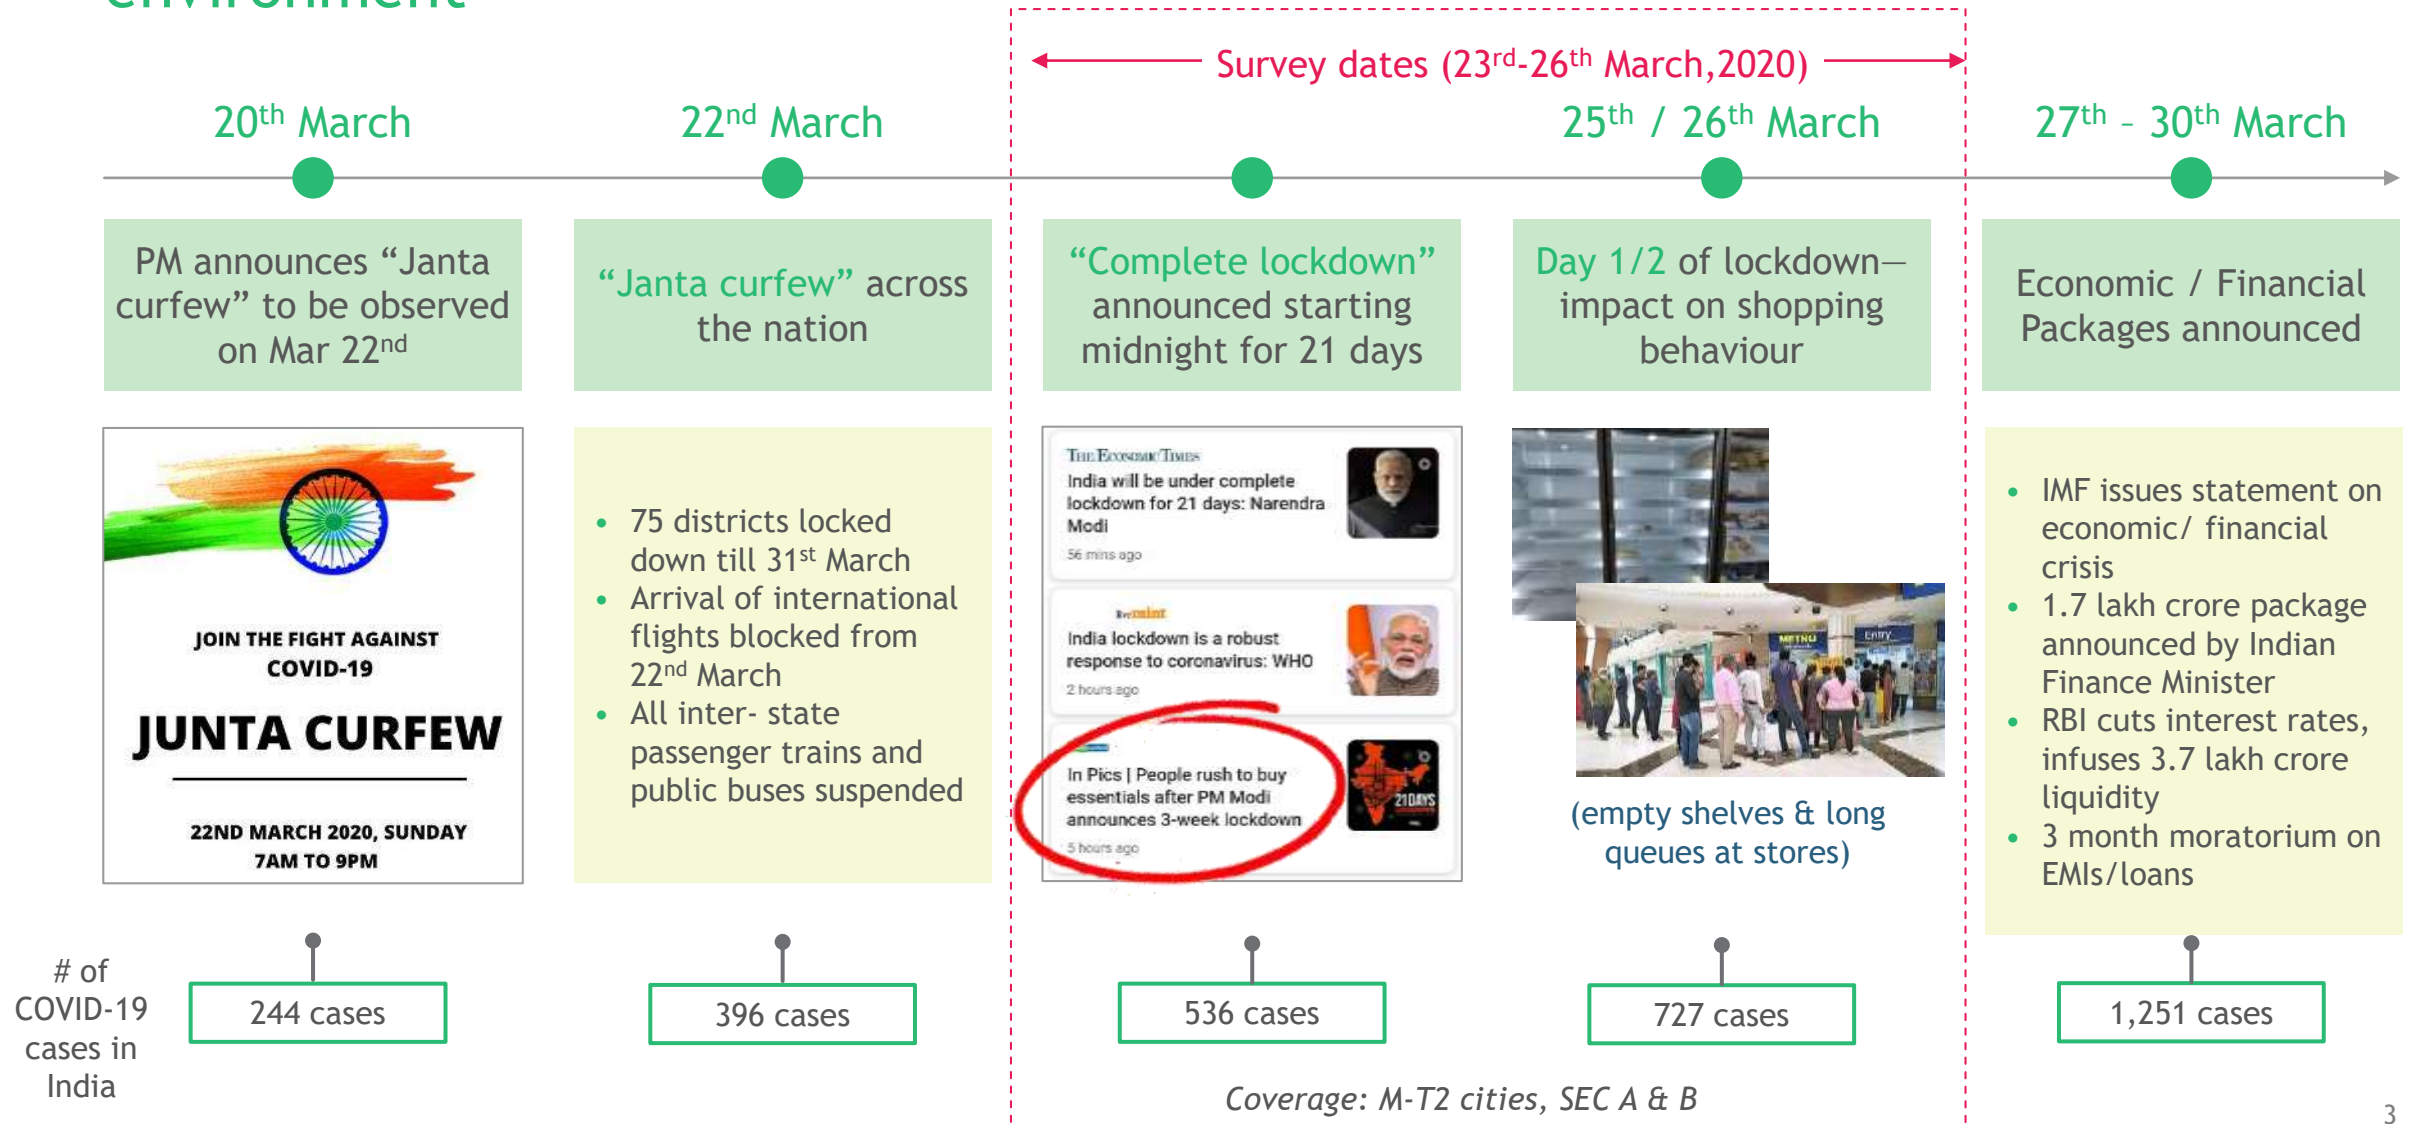 environment
Survey dates (23rd-26th March,2020)
20th March
22nd March
25th / 26th March
27th – 30th March
PM announces “Janta
curfew” to be observed
on Mar 22nd
“Janta curfew” across
the nation
“Complete lockdown”
announced starting
midnight for 21 days
Day 1/2 of lockdown—
impact on shopping
behaviour
Economic / Financial
Packages announced
JOIN THE FIGHT AGAINST
COVID-19
JUNTA CURFEW
22ND MARCH 2020, SUNDAY
7AM TO 9PM
• 75 districts locked
down till 31st March
• Arrival of international
flights blocked from
22nd March
• All inter- state
passenger trains and
public buses suspended
THE ECONOMIC TIMES
India will be under complete
lockdown for 21 days: Narendra
Modi
56 mins ago
livemint
India lockdown is a robust
response to coronavirus: WHO
2 hours ago
In Pics | People rush to buy
essentials after PM Modi
announces 3-week lockdown
5 hours ago
21DAYS
METRO
Entry
(empty shelves & long
queues at stores)
• IMF issues statement on
economic/ financial
crisis
• 1.7 lakh crore package
announced by Indian
Finance Minister
• RBI cuts interest rates,
infuses 3.7 lakh crore
liquidity
• 3 month moratorium on
EMIs/loans
# of
COVID-19
cases in
India
244 cases
396 cases
536 cases
727 cases
1,251 cases
Coverage: M-T2 cities, SEC A & B
3